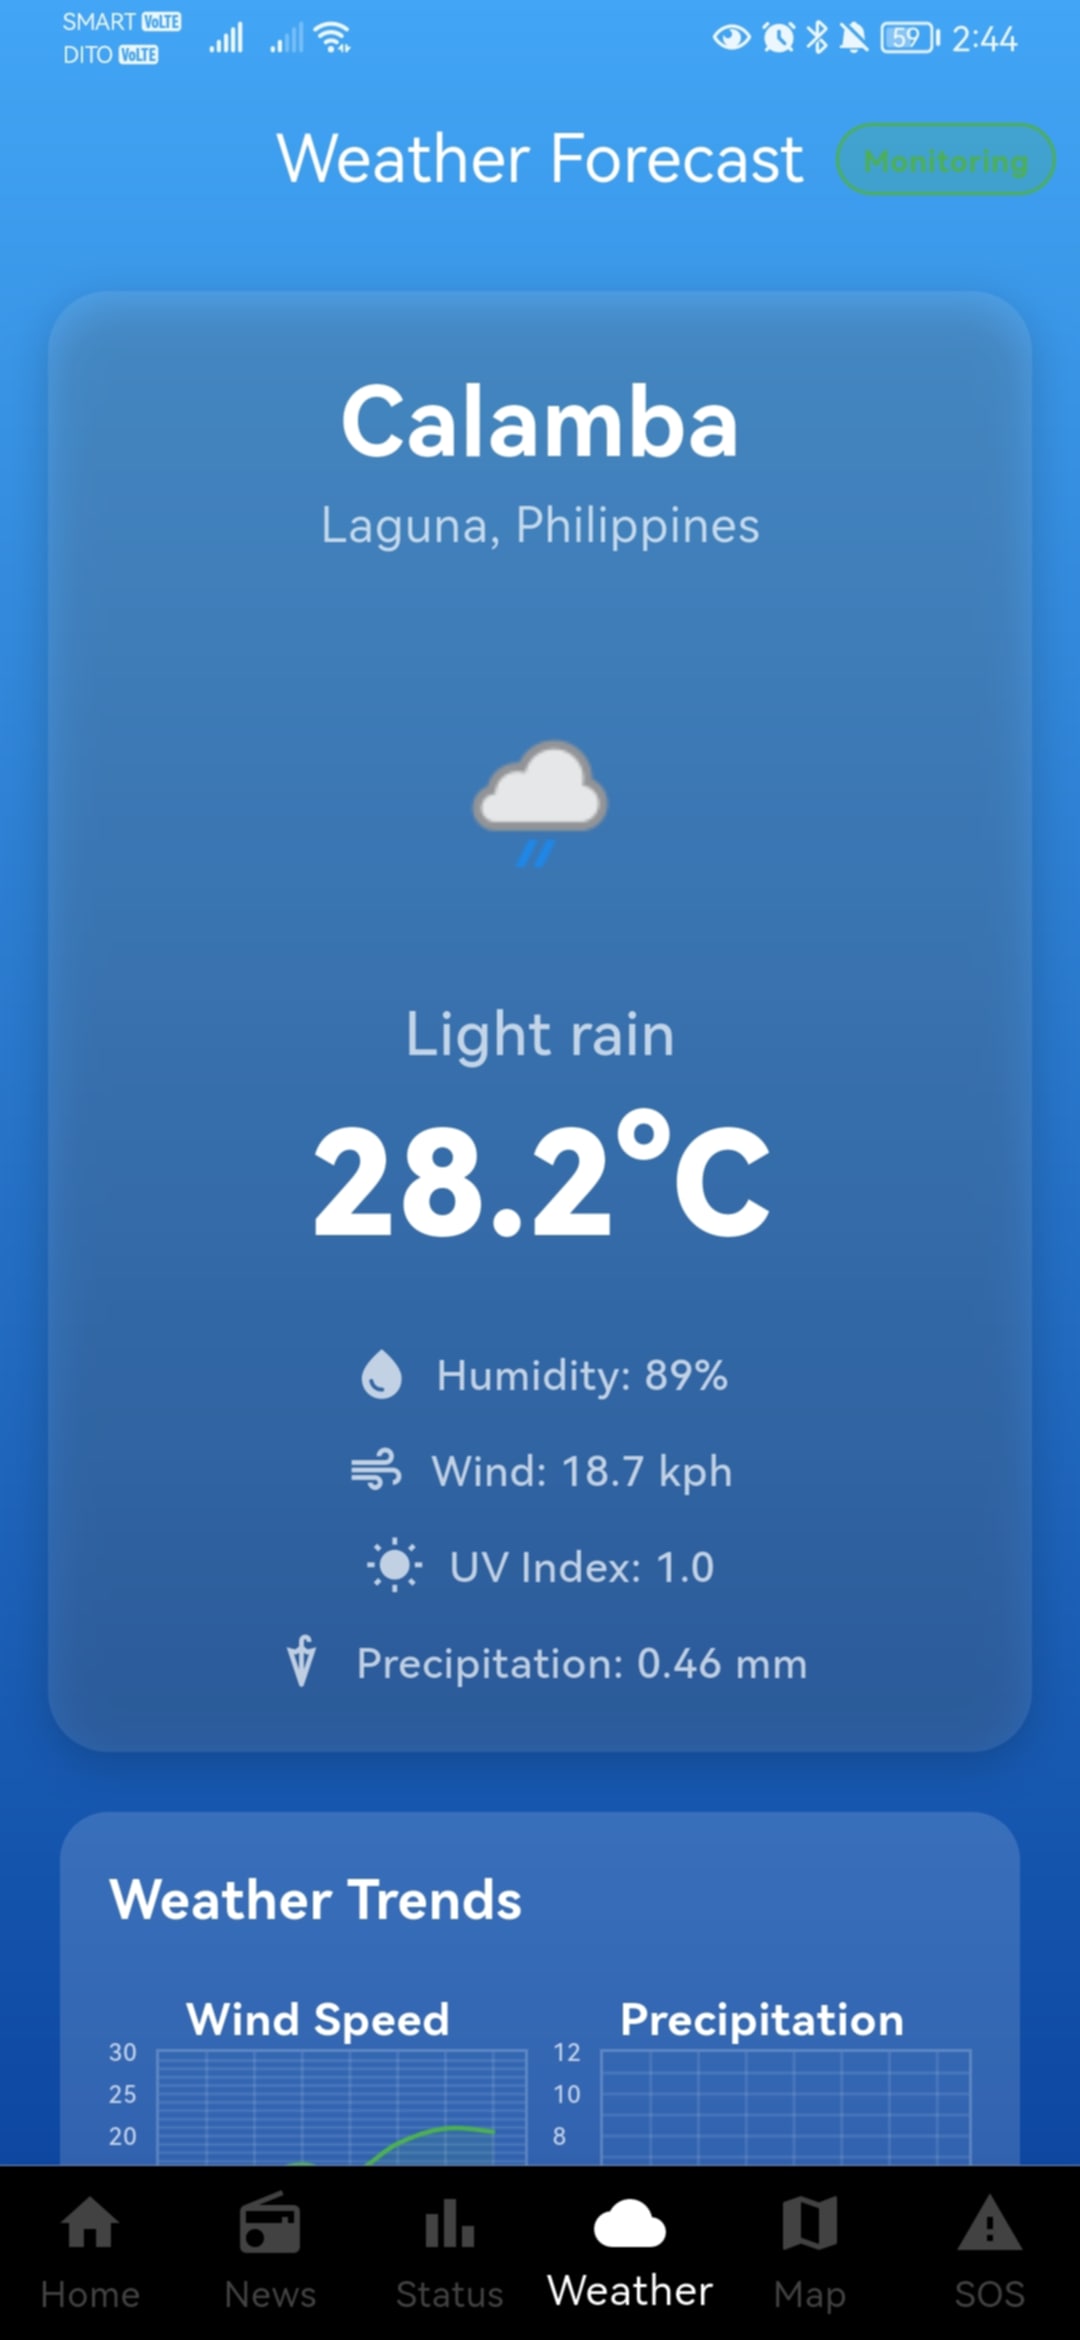 SMART VoLTE
DITO VoLTE
59 2:44
Weather Forecast
Monitoring
Calamba
Laguna, Philippines
Light rain
28.2°C
Humidity: 89%
Wind: 18.7 kph
UV Index: 1.0
Precipitation: 0.46 mm
Weather Trends
Wind Speed
30
25
20
Precipitation
12
10
8
Home News Status Weather Map SOS